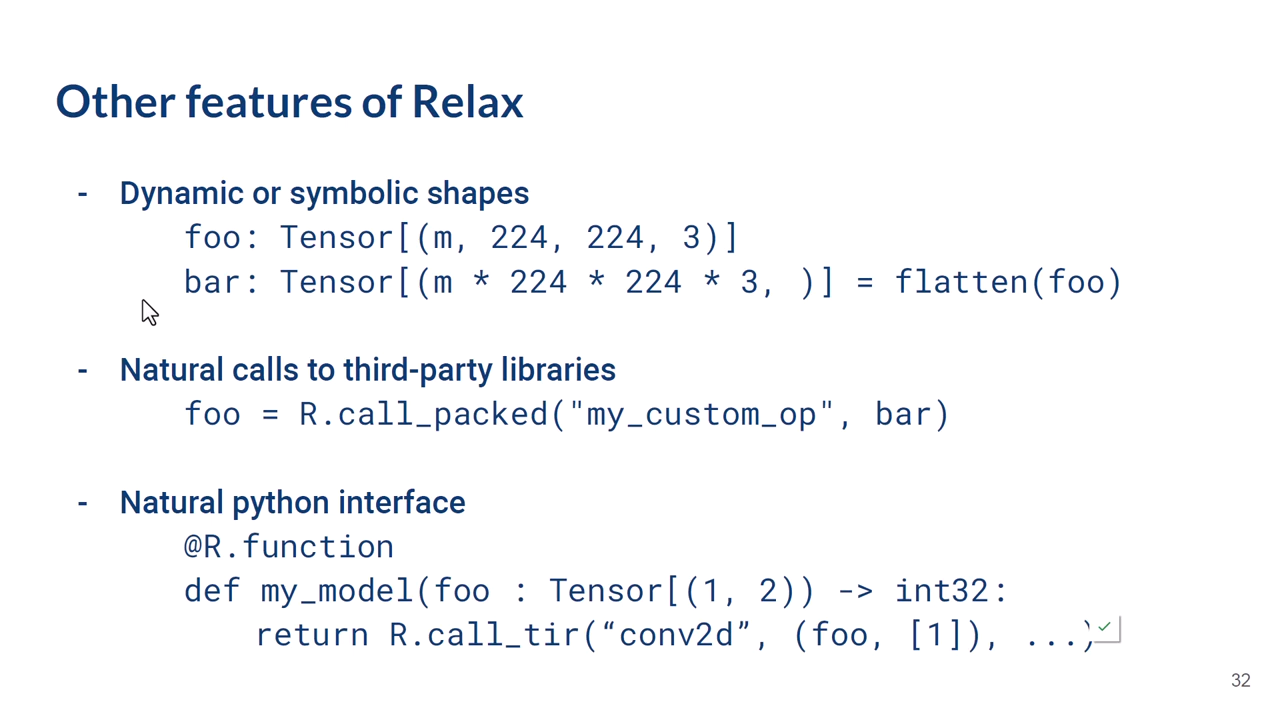 Other features of Relax
- Dynamic or symbolic shapes
foo: Tensor[(m, 224, 224, 3)]
bar: Tensor[(m * 224 * 224 * 3, )] = flatten(foo)
- Natural calls to third-party libraries
foo = R.call_packed("my_custom_op", bar)
- Natural python interface
@R.function
def my_model(foo : Tensor[(1, 2)) -> int32:
return R.call_tir(“conv2d”, (foo, [1]), ...)
32